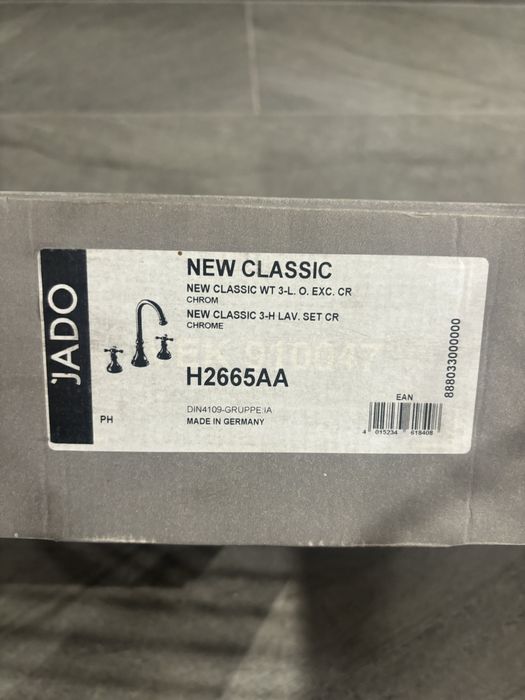 JADO
NEW CLASSIC
NEW CLASSIC WT 3-L. O. EXC. CR
CHROM
NEW CLASSIC 3-H LAV. SET CR
CHROME
H2665AA
PH
DIN4109-GRUPPE:IA
MADE IN GERMANY
EAN
4 015234 618408
888033000000